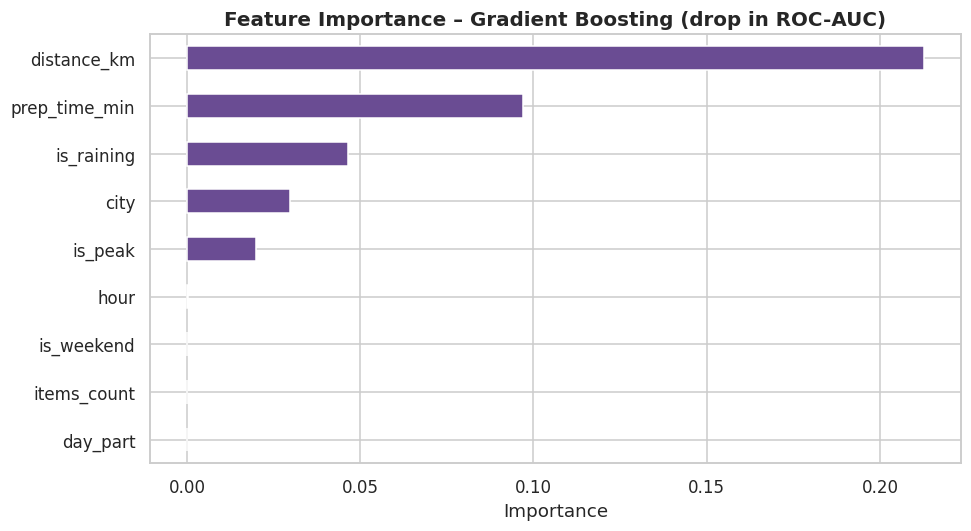 Feature Importance – Gradient Boosting (drop in ROC-AUC)
distance_km
prep_time_min
is_raining
city
is_peak
hour
is_weekend
items_count
day_part
0.00 0.05 0.10 0.15 0.20
Importance